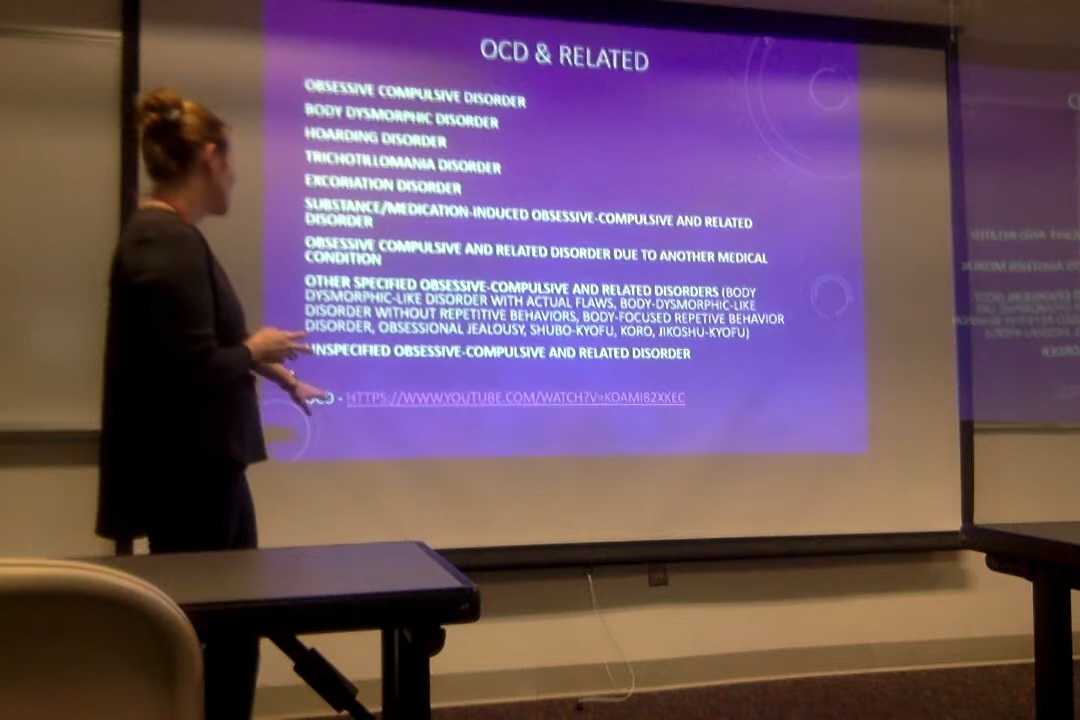 OCD & RELATED
OBSESSIVE COMPULSIVE DISORDER
BODY DYSMORPHIC DISORDER
HOARDING DISORDER
TRICHOTILLOMANIA DISORDER
EXCORIATION DISORDER
SUBSTANCE/MEDICATION-INDUCED OBSESSIVE-COMPULSIVE AND RELATED
DISORDER
OBSESSIVE COMPULSIVE AND RELATED DISORDER DUE TO ANOTHER MEDICAL
CONDITION
OTHER SPECIFIED OBSESSIVE-COMPULSIVE AND RELATED DISORDERS (BODY
DYSMORPHIC-LIKE DISORDER WITH ACTUAL FLAWS, BODY-DYSMORPHIC-LIKE
DISORDER WITHOUT REPETITIVE BEHAVIORS, BODY-FOCUSED REPETIVE BEHAVIOR
DISORDER, OBSESSIONAL JEALOUSY, SHUBO-KYOFU, KORO, JIKOSHU-KYOFU)
UNSPECIFIED OBSESSIVE-COMPULSIVE AND RELATED DISORDER
OCD - HTTPS://WWW.YOUTUBE.COM/WATCH?V=KOAMI82XKEC